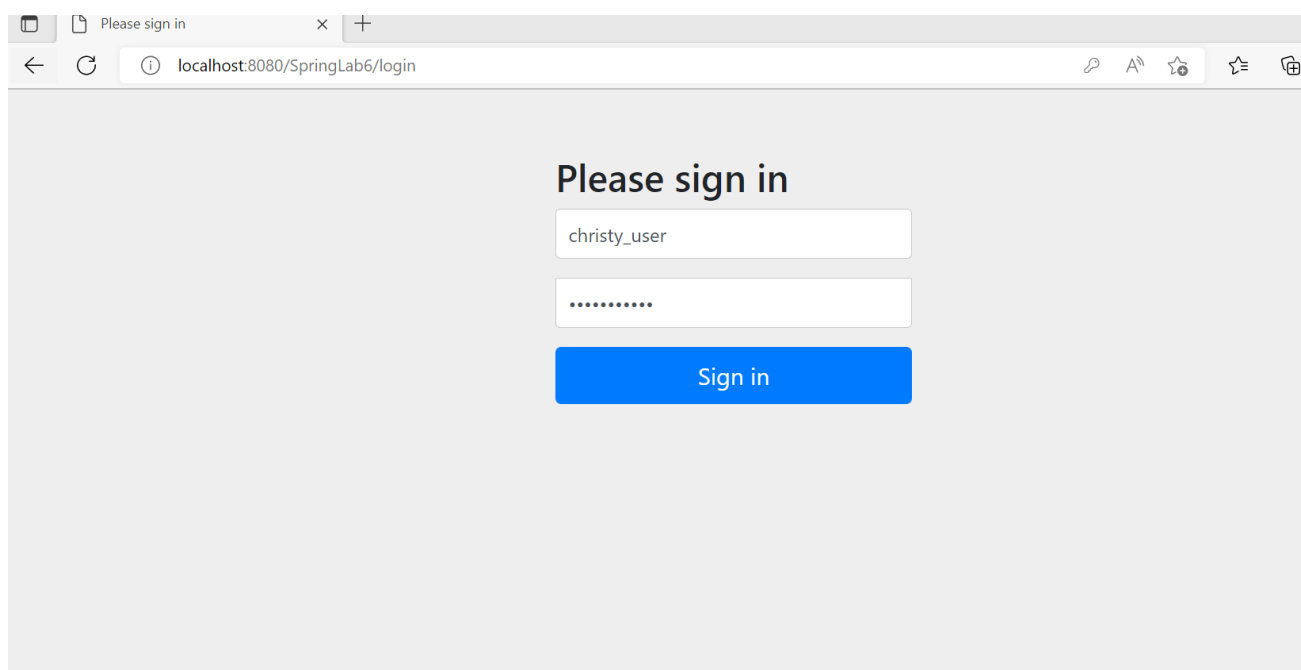 Please sign in
localhost:8080/SpringLab6/login
Please sign in
christy_user
•••••••••••
Sign in